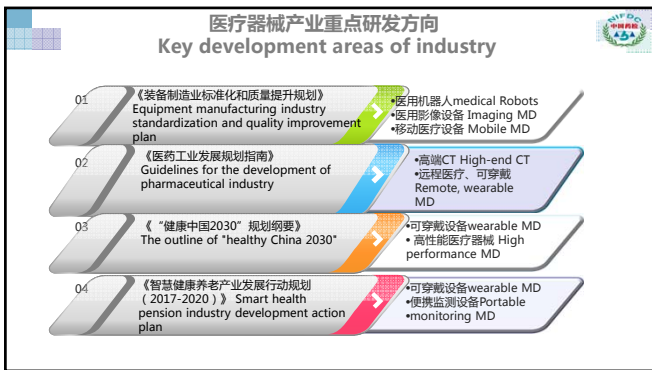 医疗器械产业重点研发方向
Key development areas of industry
NIFDC
中国药检
01
《装备制造业标准化和质量提升规划》
Equipment manufacturing industry
standardization and quality improvement
plan
•医用机器人medical Robots
•医用影像设备 Imaging MD
•移动医疗设备 Mobile MD
02
《医药工业发展规划指南》
Guidelines for the development of
pharmaceutical industry
•高端CT High-end CT
•远程医疗、可穿戴
Remote, wearable
MD
03
《 “健康中国2030” 规划纲要》
The outline of "healthy China 2030"
•可穿戴设备wearable MD
• 高性能医疗器械 High
performance MD
04
《智慧健康养老产业发展行动规划
（2017-2020）》 Smart health
pension industry development action
plan
•可穿戴设备wearable MD
•便携监测设备Portable
•monitoring MD